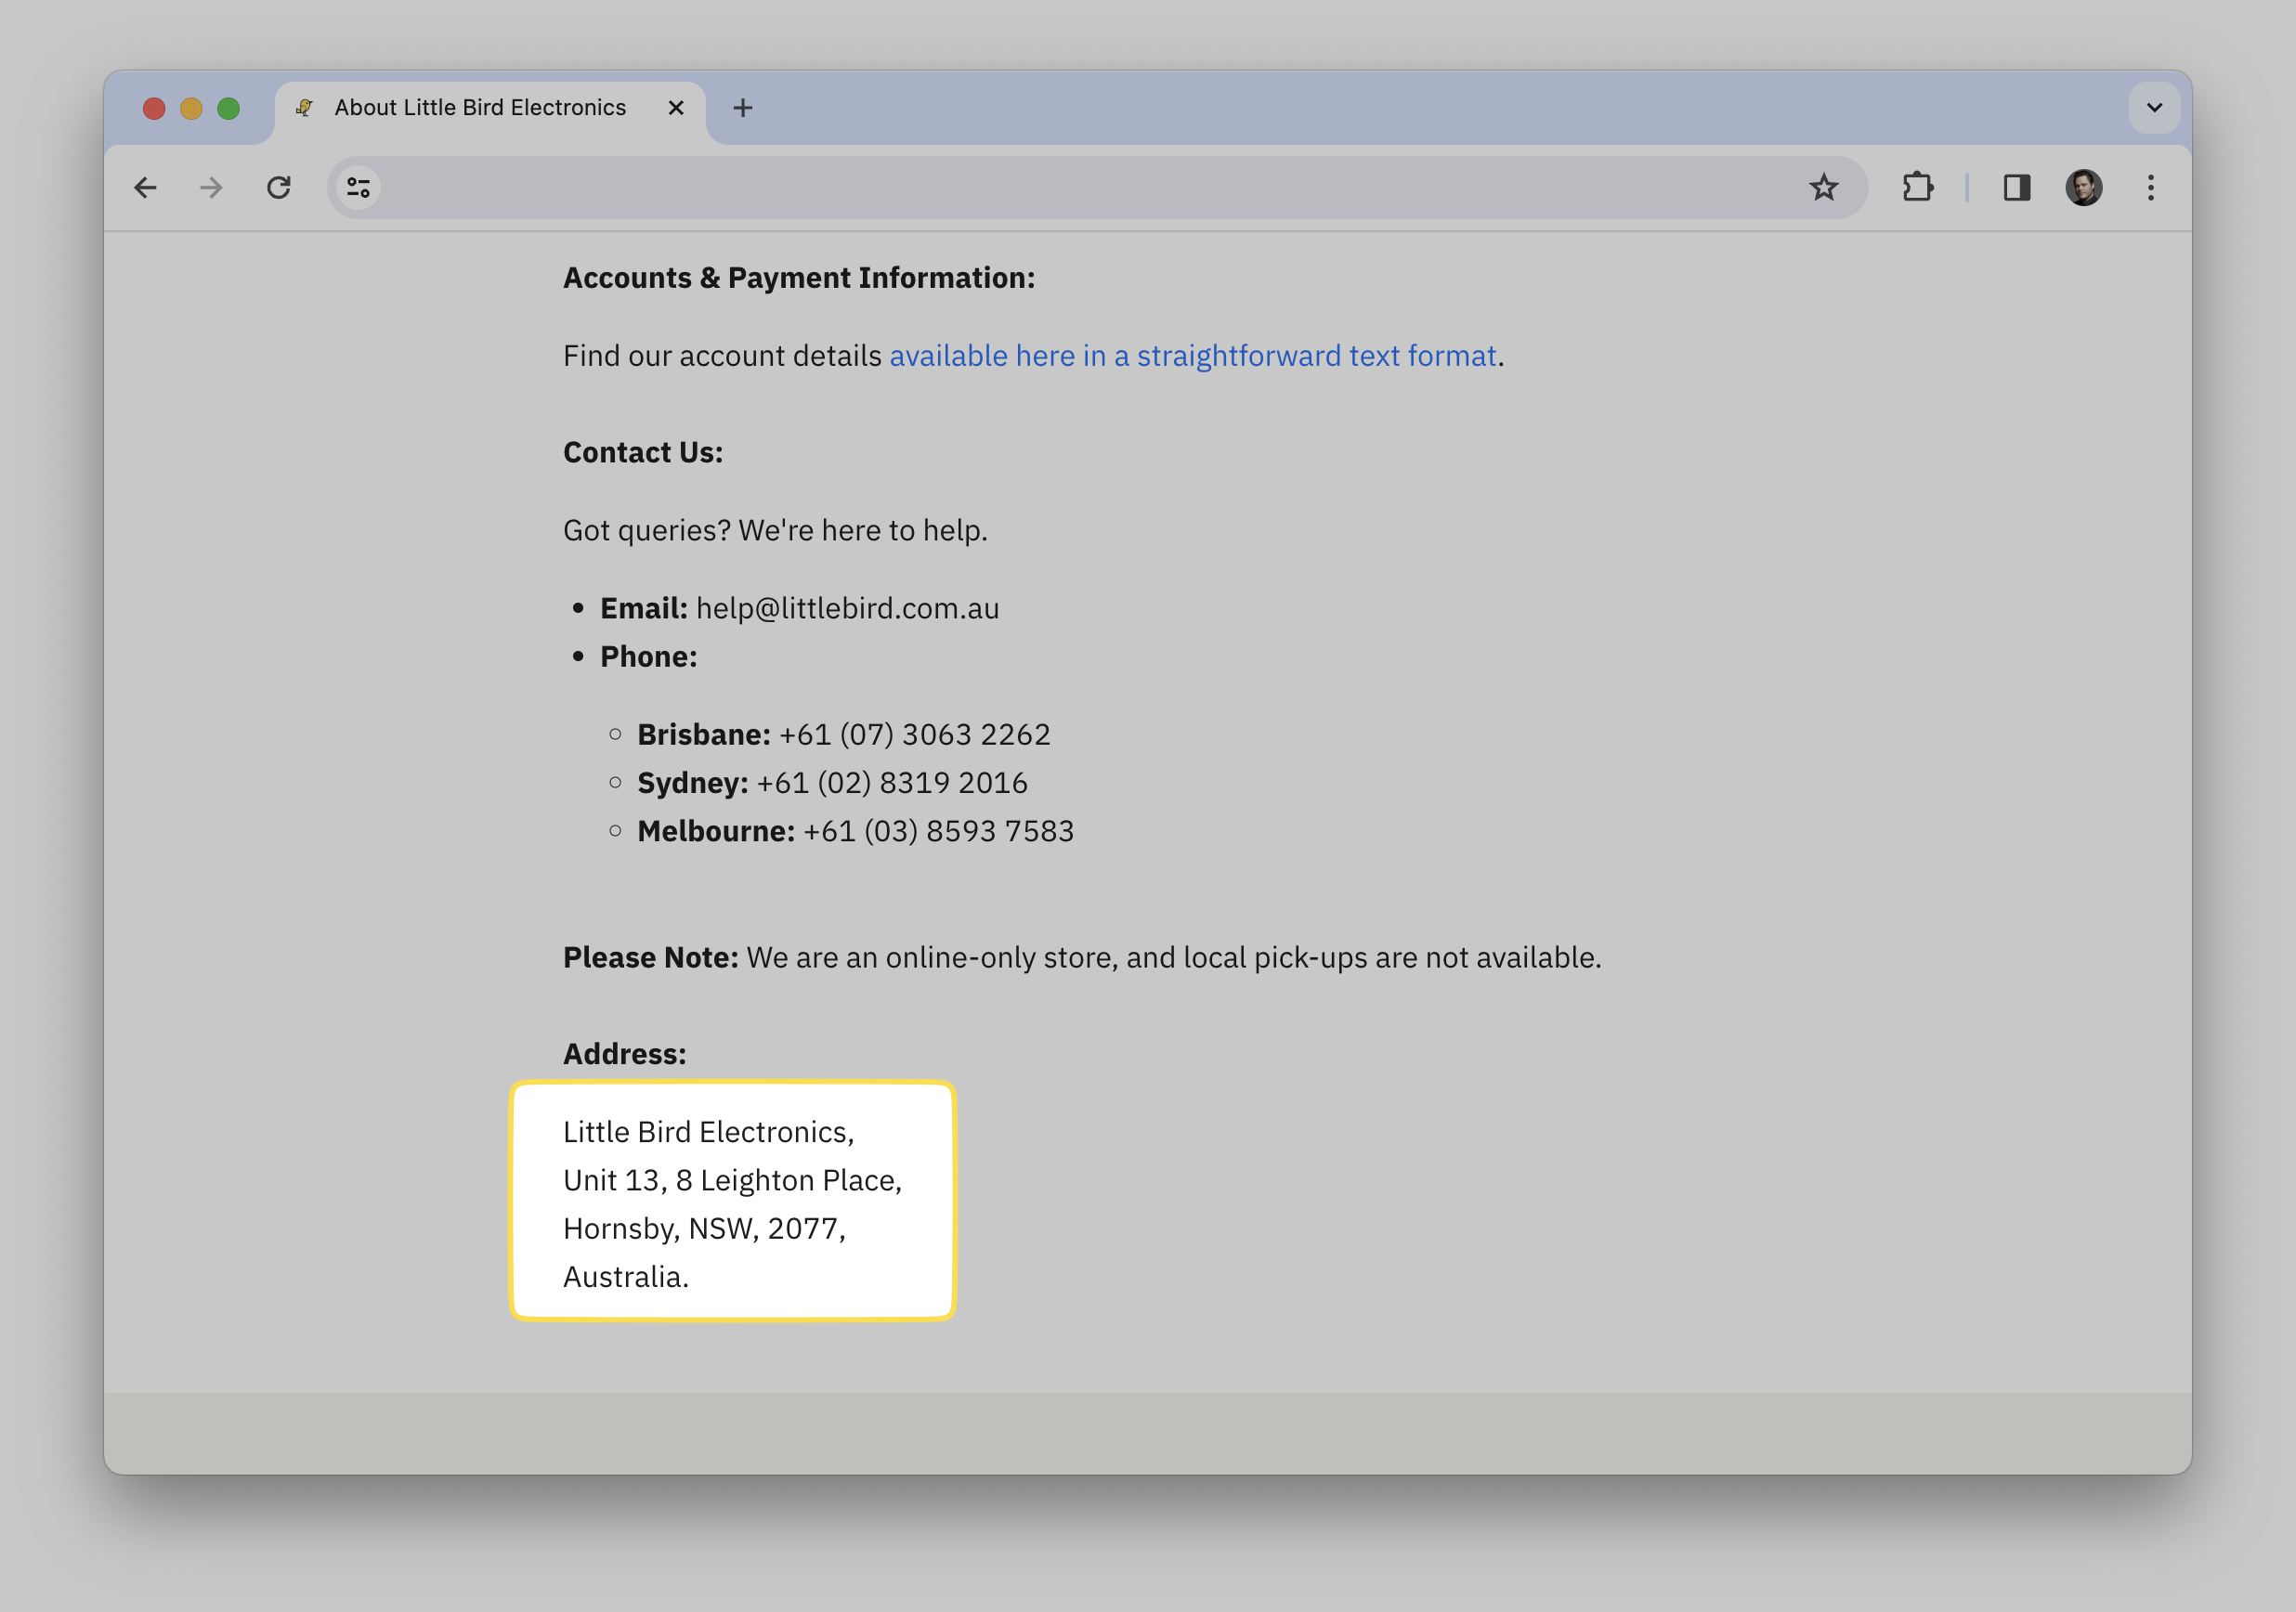 About Little Bird Electronics
Accounts & Payment Information:
Find our account details available here in a straightforward text format.
Contact Us:
Got queries? We're here to help.
Email: help@littlebird.com.au
Phone:
Brisbane: +61 (07) 3063 2262
Sydney: +61 (02) 8319 2016
Melbourne: +61 (03) 8593 7583
Please Note: We are an online-only store, and local pick-ups are not available.
Address:
Little Bird Electronics,
Unit 13, 8 Leighton Place,
Hornsby, NSW, 2077,
Australia.